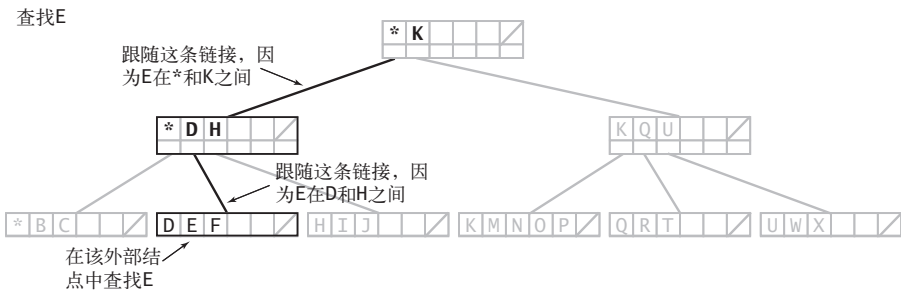 查找E
* K
跟随这条链接，因
为E在*和K之间
* D H
K Q U
跟随这条链接，因
为E在D和H之间
* B C
D E F
H I J
K M N O P
Q R T
U W X
在该外部结
点中查找E